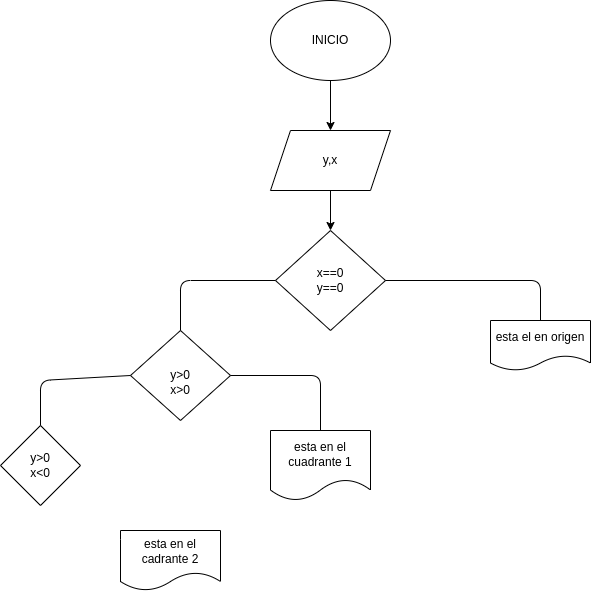 INICIO
y,x
x==0
y==0
esta el en origen
y>0
x>0
esta en el
cuadrante 1
y>0
x<0
esta en el
cadrante 2